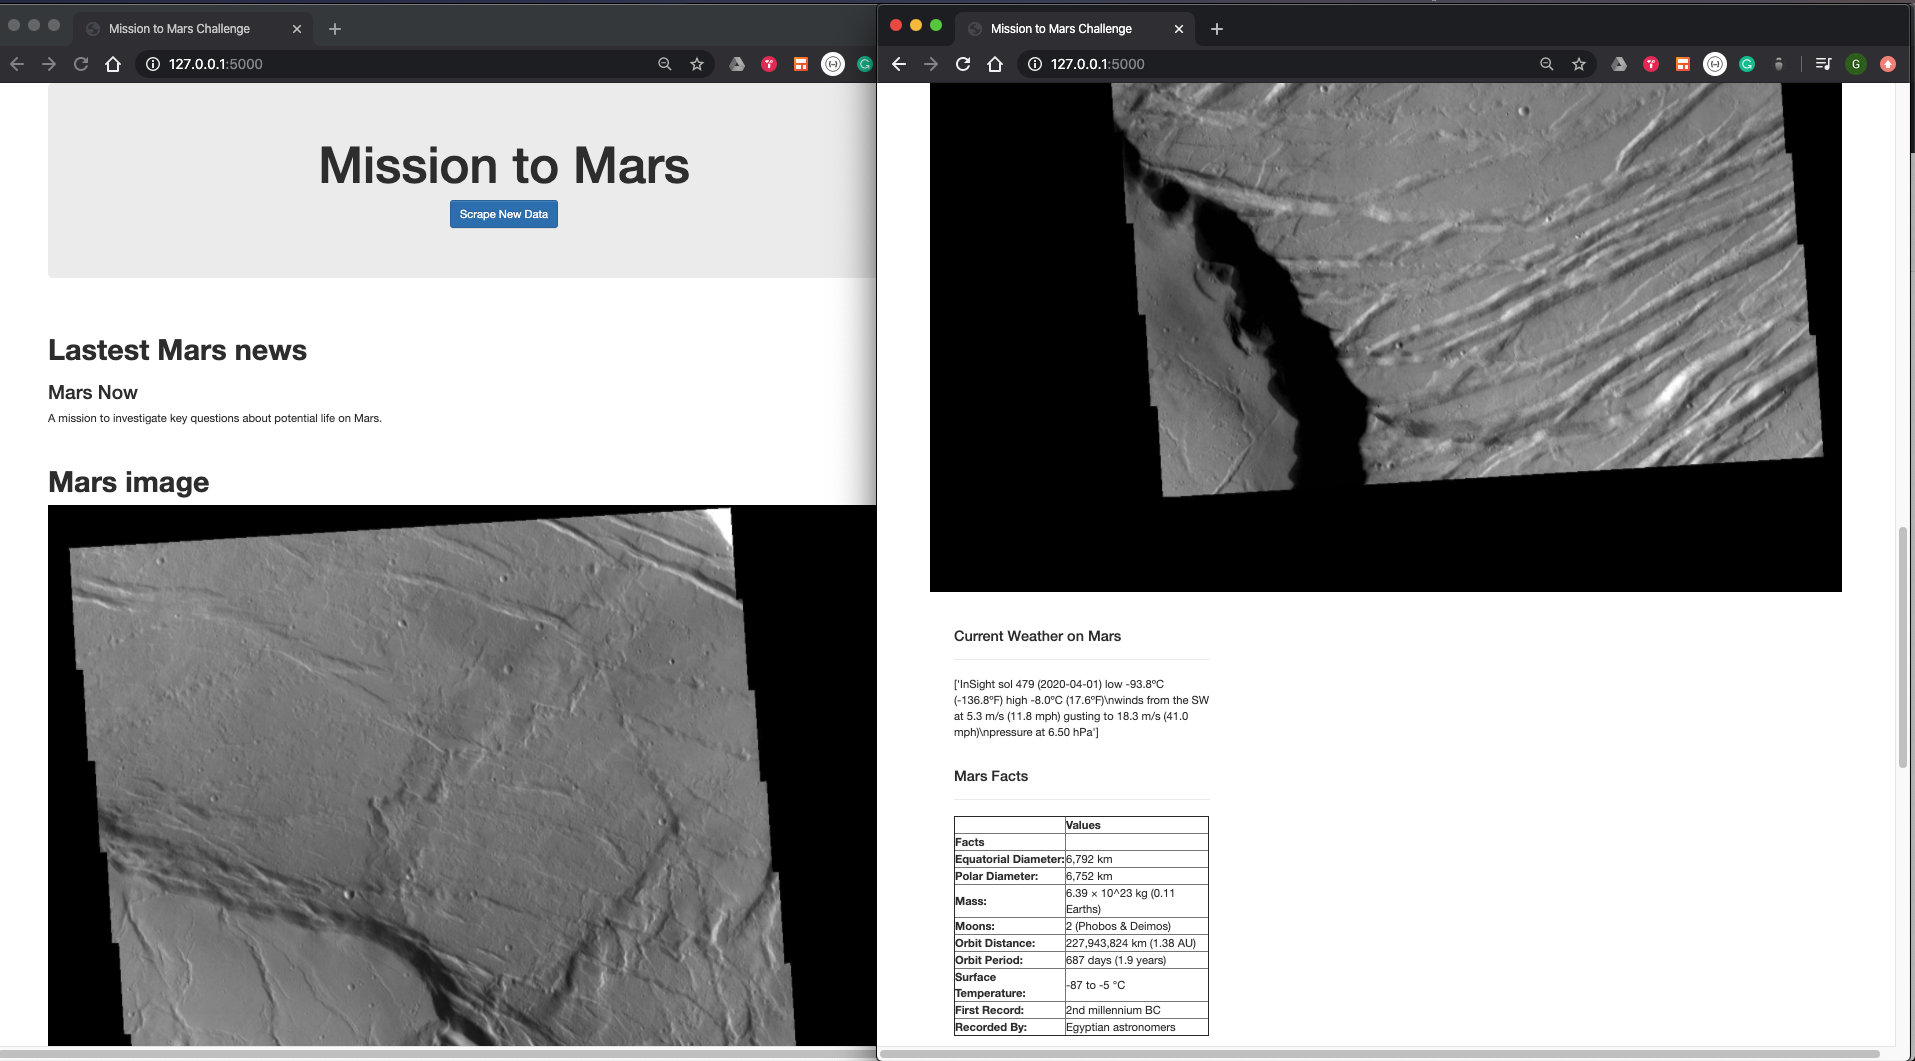 Mission to Mars Challenge
127.0.0.1:5000
Mission to Mars
Scrape New Data
Lastest Mars news
Mars Now
A mission to investigate key questions about potential life on Mars.
Mars image
Mission to Mars Challenge
127.0.0.1:5000
G
Current Weather on Mars
['InSight sol 479 (2020-04-01) low -93.8ºC
(-136.8ºF) high -8.0ºC (17.6ºF)\nwinds from the SW
at 5.3 m/s (11.8 mph) gusting to 18.3 m/s (41.0
mph)\npressure at 6.50 hPa']
Mars Facts
Values
Facts
Equatorial Diameter: 6,792 km
Polar Diameter: 6,752 km
Mass: 6.39 × 10^23 kg (0.11
Earths)
Moons: 2 (Phobos & Deimos)
Orbit Distance: 227,943,824 km (1.38 AU)
Orbit Period: 687 days (1.9 years)
Surface
Temperature: -87 to -5 °C
First Record: 2nd millennium BC
Recorded By: Egyptian astronomers